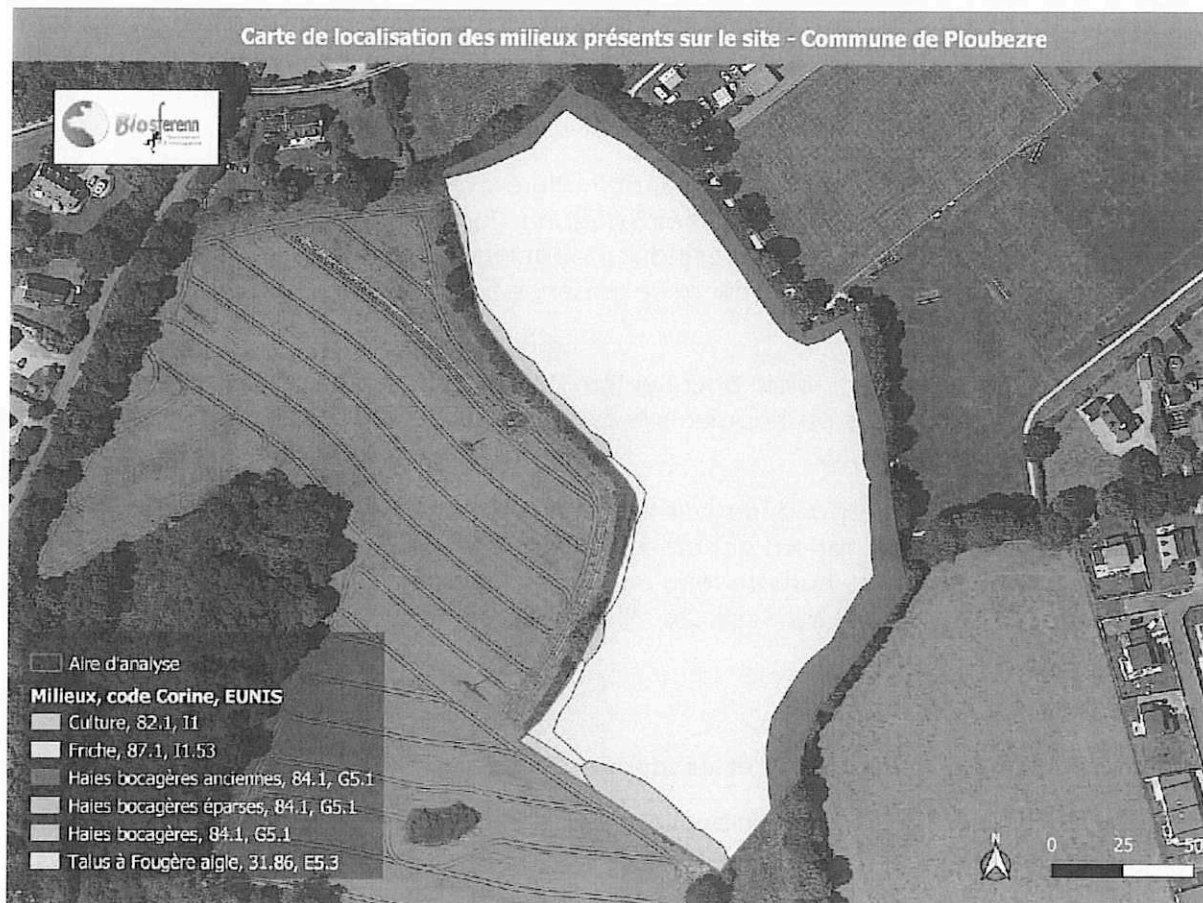 Carte de localisation des milieux présents sur le site - Commune de Ploubezre
Biosferenn
Aire d'analyse
Milieux, code Corine, EUNIS
Culture, 82.1, I1
Friche, 87.1, I1.53
Haies bocagères anciennes, 84.1, G5.1
Haies bocagères éparses, 84.1, G5.1
Haies bocagères, 84.1, G5.1
Talus à Fougère aigle, 31.86, E5.3
N
0 25 50